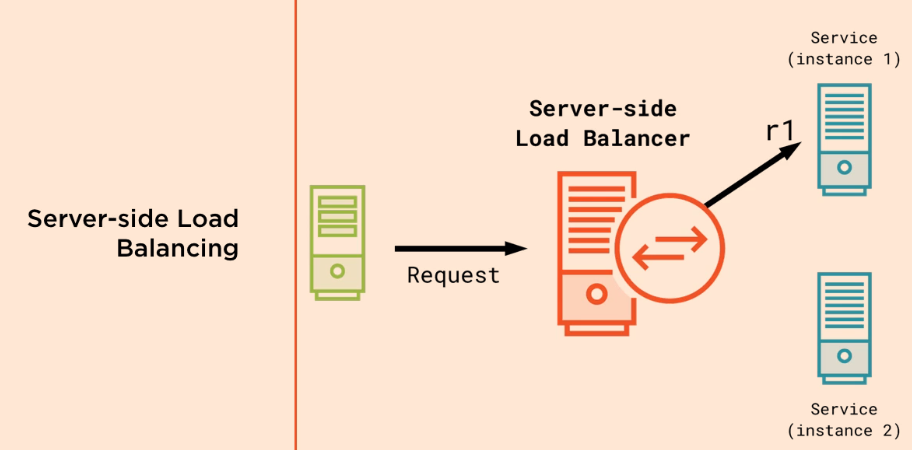 Server-side Load
Balancing
Request
Server-side
Load Balancer
r1
Service
(instance 1)
Service
(instance 2)